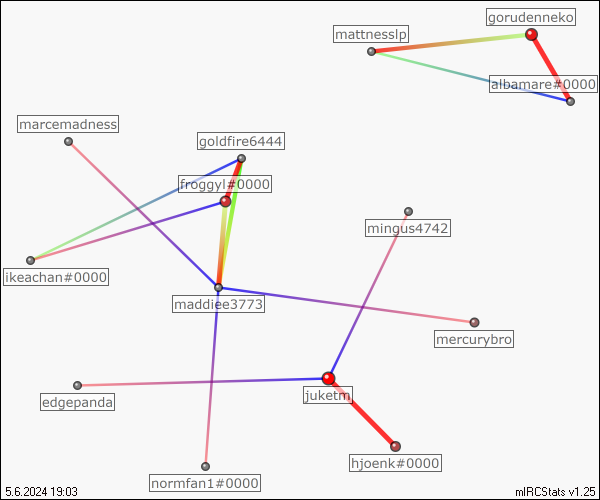 gorudenneko
mattnesslp
albamare#0000
marcemadness
goldfire6444
froggyl#0000
mingus4742
ikeachan#0000
maddiee3773
mercurybro
juketm
edgepanda
hjoenk#0000
normfan1#0000
5.6.2024 19:03
mIRCStats v1.25